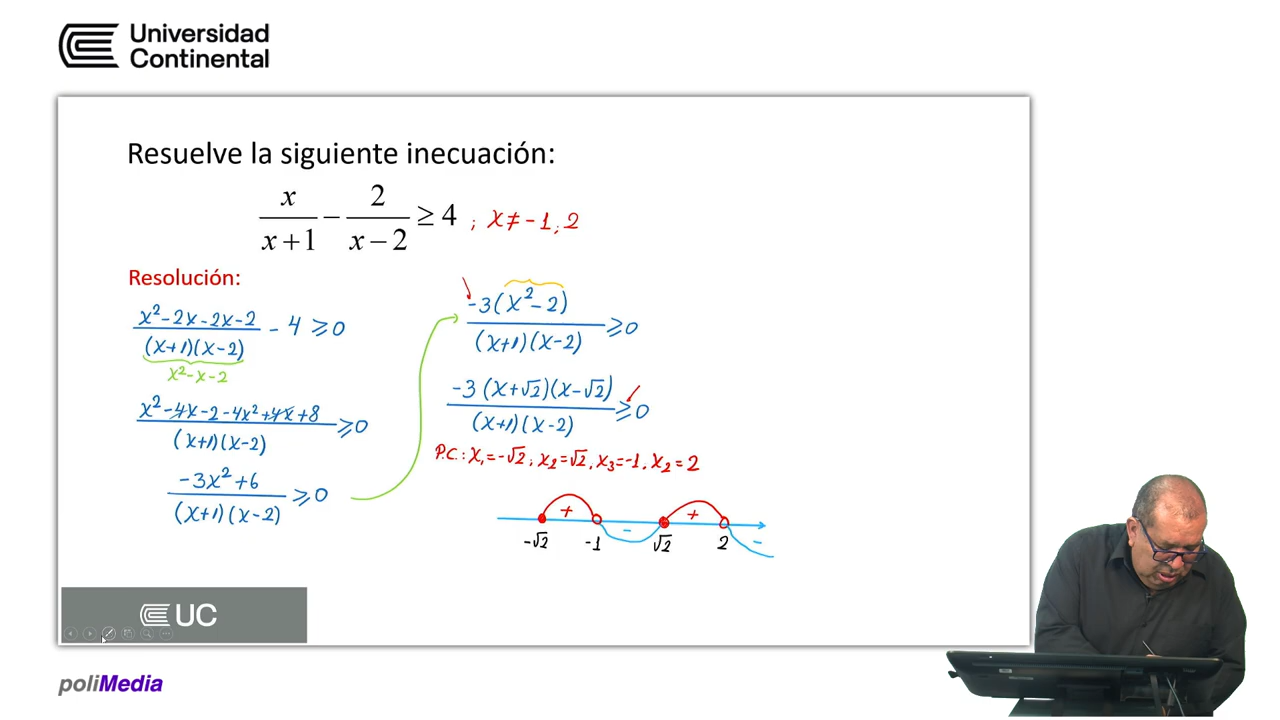 Universidad
Continental
Resuelve la siguiente inecuación:
x/(x+1) − 2/(x−2) ≥ 4 ; x ≠ -1, 2
Resolución:
(x²-2x-2x-2)/((x+1)(x-2)) - 4 ≥ 0
x²-x-2
(x²-4x-2-4x²+4x+8)/((x+1)(x-2)) ≥ 0
(-3x²+6)/((x+1)(x-2)) ≥ 0
-3(x²-2)/((x+1)(x-2)) ≥ 0
-3(x+√2)(x-√2)/((x+1)(x-2)) ≥ 0
P.C.: x₁=-√2, x₂=√2, x₃=-1, x₂=2
+ - + -
-√2 -1 √2 2
UC
poliMedia